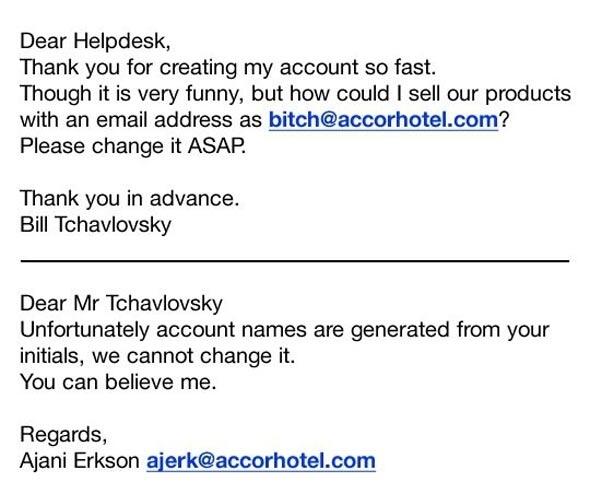 Dear Helpdesk,
Thank you for creating my account so fast.
Though it is very funny, but how could I sell our products
with an email address as bitch@accorhotel.com?
Please change it ASAP.
Thank you in advance.
Bill Tchavlovsky
Dear Mr Tchavlovsky
Unfortunately account names are generated from your
initials, we cannot change it.
You can believe me.
Regards,
Ajani Erkson ajerk@accorhotel.com